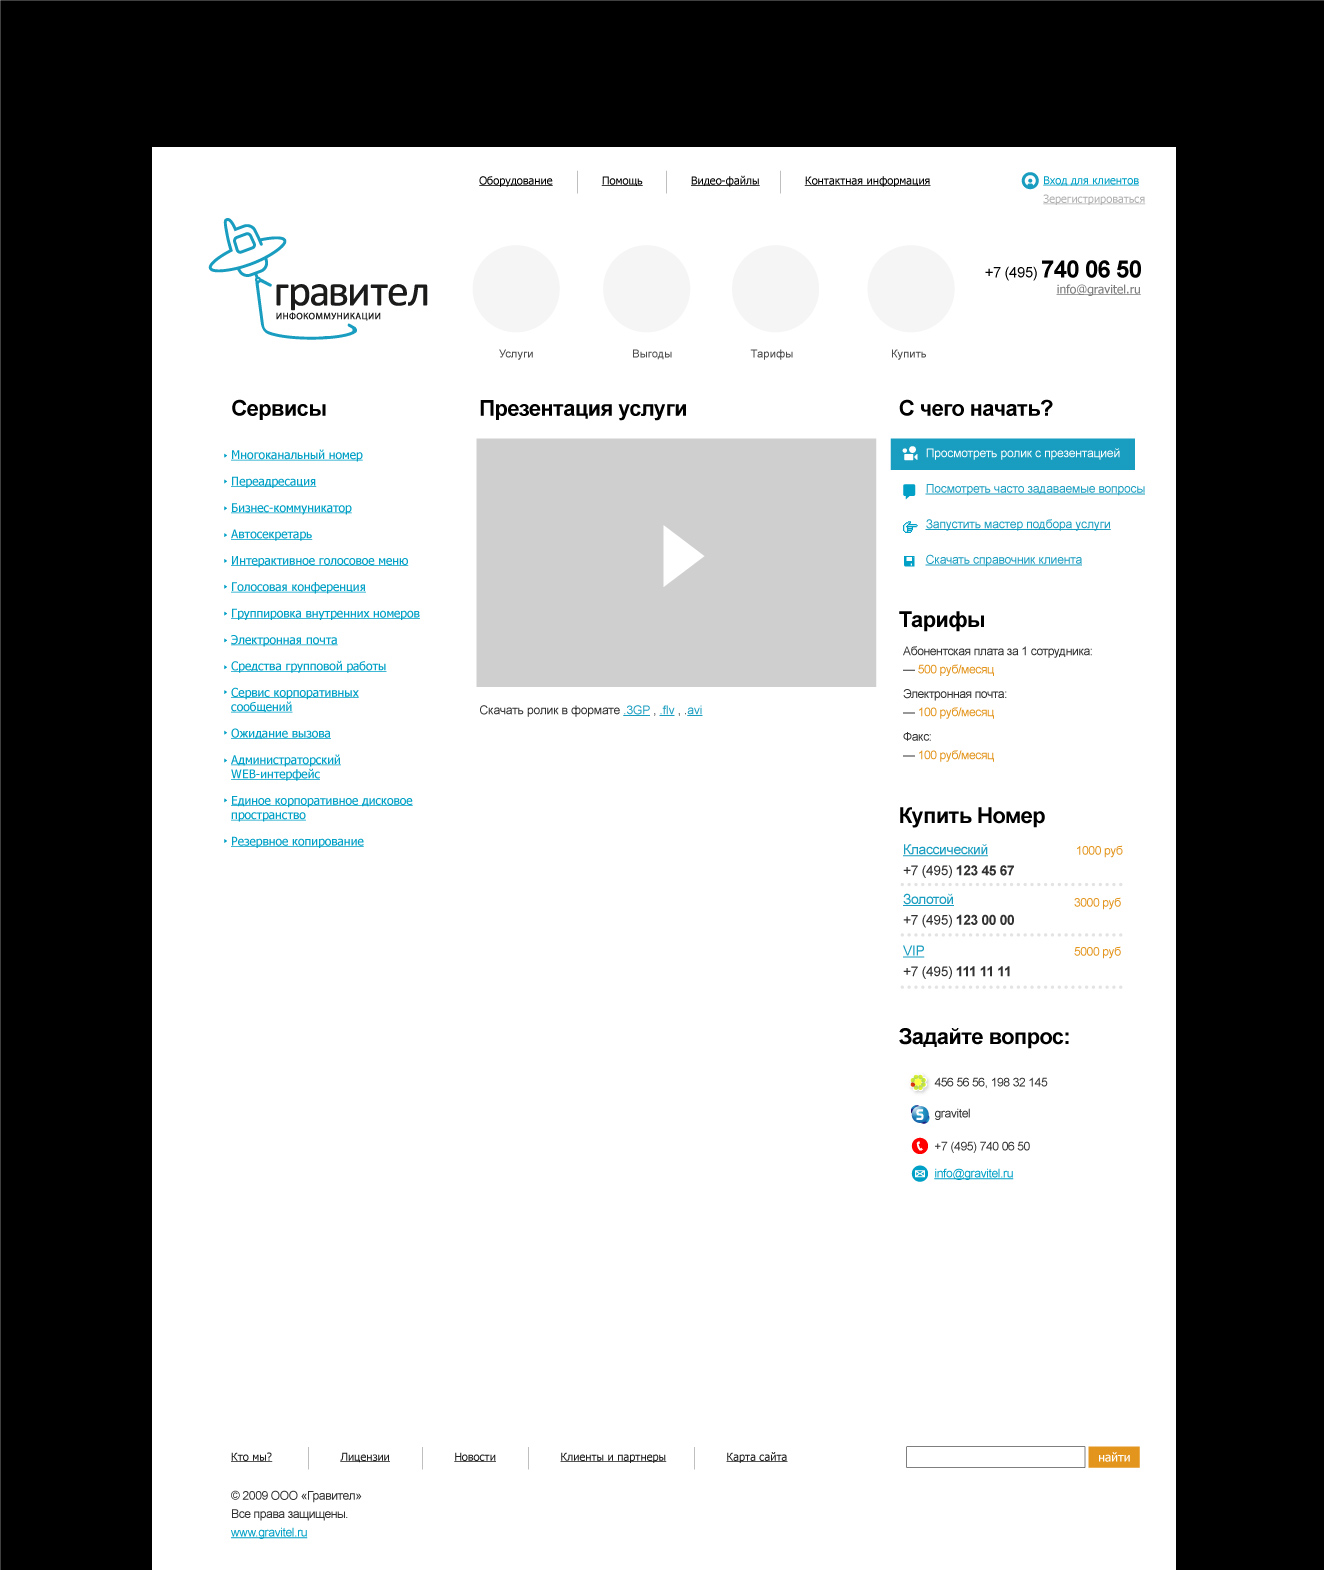 Оборудование
Помощь
Видео-файлы
Контактная информация
Вход для клиентов
Зерегистрироваться
гравител
ИНФОКОММУНИКАЦИИ
+7 (495) 740 06 50
info@gravitel.ru
Услуги
Выгоды
Тарифы
Купить
Сервисы
Многоканальный номер
Переадресация
Бизнес-коммуникатор
Автосекретарь
Интерактивное голосовое меню
Голосовая конференция
Группировка внутренних номеров
Электронная почта
Средства групповой работы
Сервис корпоративных
сообщений
Ожидание вызова
Администраторский
WEB-интерфейс
Единое корпоративное дисковое
пространство
Резервное копирование
Презентация услуги
Скачать ролик в формате .3GP , .flv , .avi
С чего начать?
Просмотреть ролик с презентацией
Посмотреть часто задаваемые вопросы
Запустить мастер подбора услуги
Скачать справочник клиента
Тарифы
Абонентская плата за 1 сотрудника:
— 500 руб/месяц
Электронная почта:
— 100 руб/месяц
Факс:
— 100 руб/месяц
Купить Номер
Классический 1000 руб
+7 (495) 123 45 67
Золотой 3000 руб
+7 (495) 123 00 00
VIP 5000 руб
+7 (495) 111 11 11
Задайте вопрос:
456 56 56, 198 32 145
gravitel
+7 (495) 740 06 50
info@gravitel.ru
Кто мы?
Лицензии
Новости
Клиенты и партнеры
Карта сайта
найти
© 2009 ООО «Гравител»
Все права защищены.
www.gravitel.ru